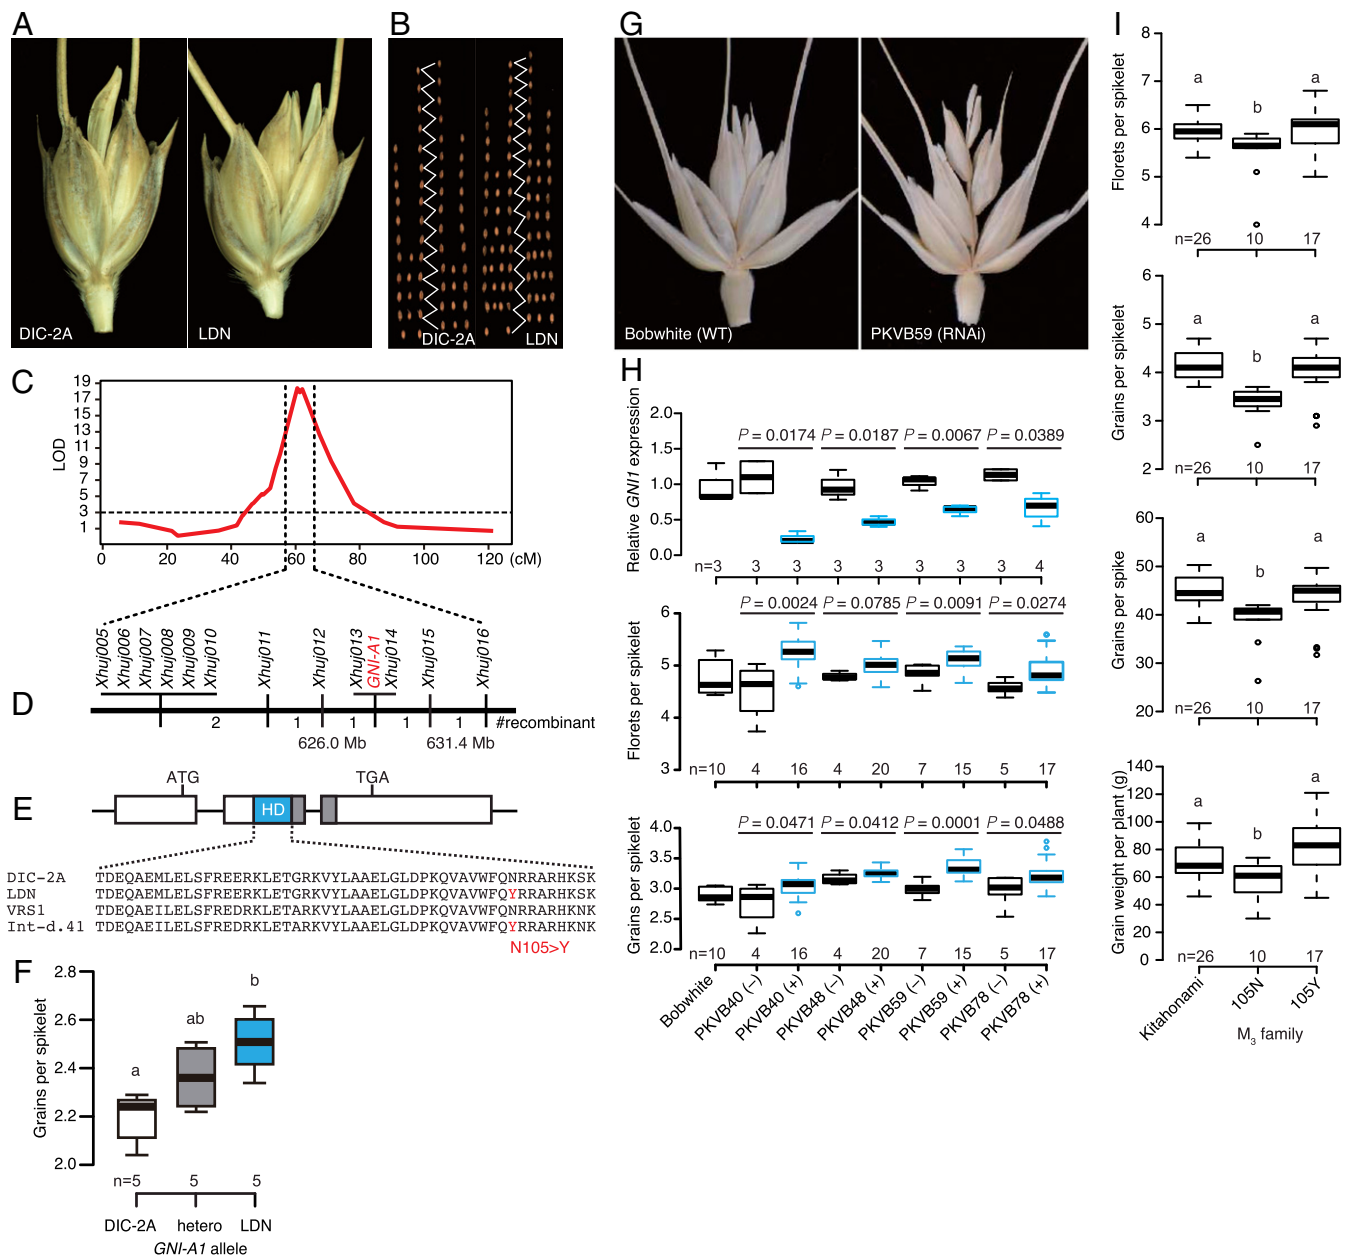 A
DIC-2A
LDN
B
DIC-2A
LDN
C
LOD
19
17
15
13
11
9
7
5
3
1
0 20 40 60 80 100 120 (cM)
D
Xhuj005
Xhuj006
Xhuj007
Xhuj008
Xhuj009
Xhuj010
Xhuj011
Xhuj012
Xhuj013
GNI-A1
Xhuj014
Xhuj015
Xhuj016
2 1 1 1 1 #recombinant
626.0 Mb 631.4 Mb
E
ATG TGA
HD
DIC-2A TDEQAEMLELSFREERKLETGRKVYLAAELGLDPKQVAVWFQNRRARHKSK
LDN TDEQAEMLELSFREERKLETGRKVYLAAELGLDPKQVAVWFQYRRARHKSK
VRS1 TDEQAEILELSFREDRKLETARKVYLAAELGLDPKQVAVWFQNRRARHKNK
Int-d.41 TDEQAEILELSFREDRKLETARKVYLAAELGLDPKQVAVWFQYRRARHKNK
N105>Y
F
Grains per spikelet
2.8
2.6
2.4
2.2
2.0
a ab b
n=5 5 5
DIC-2A hetero LDN
GNI-A1 allele
G
Bobwhite (WT)
PKVB59 (RNAi)
H
Relative GNI1 expression
2.0
1.5
1.0
0.5
0.0
P = 0.0174 P = 0.0187 P = 0.0067 P = 0.0389
n=3 3 3 3 3 3 3 3 4
Florets per spikelet
6
5
4
3
P = 0.0024 P = 0.0785 P = 0.0091 P = 0.0274
n=10 4 16 4 20 7 15 5 17
Grains per spikelet
4.0
3.5
3.0
2.5
2.0
P = 0.0471 P = 0.0412 P = 0.0001 P = 0.0488
n=10 4 16 4 20 7 15 5 17
Bobwhite
PKVB40 (−)
PKVB40 (+)
PKVB48 (−)
PKVB48 (+)
PKVB59 (−)
PKVB59 (+)
PKVB78 (−)
PKVB78 (+)
I
Florets per spikelet
8
7
6
5
4
a b a
n=26 10 17
Grains per spikelet
6
5
4
3
2
a b a
n=26 10 17
Grains per spike
60
50
40
30
20
a b a
n=26 10 17
Grain weight per plant (g)
140
120
100
80
60
40
20
0
a b a
n=26 10 17
Kitahonami
105N
105Y
M3 family